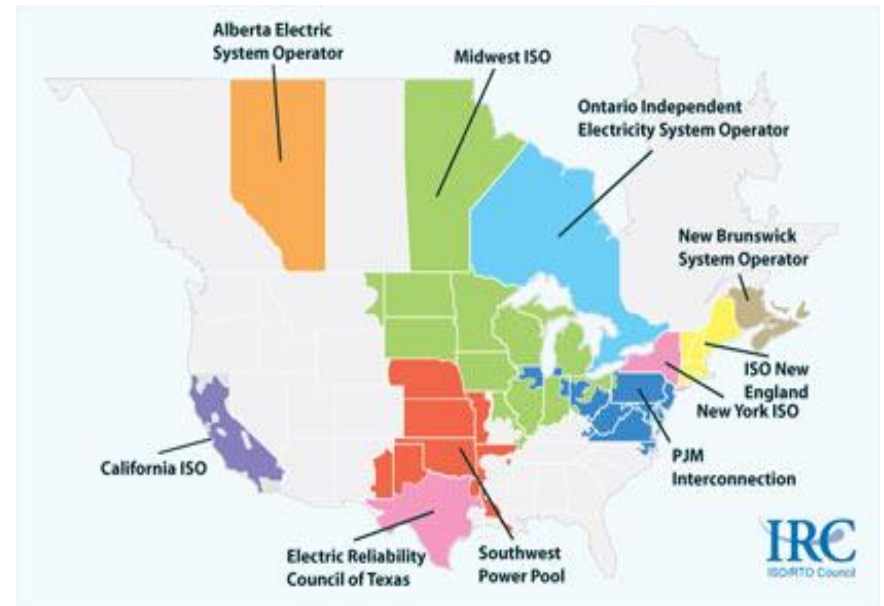 Alberta Electric
System Operator
Midwest ISO
Ontario Independent
Electricity System Operator
New Brunswick
System Operator
ISO New
England
New York ISO
PJM
Interconnection
California ISO
Electric Reliability
Council of Texas
Southwest
Power Pool
IRC
ISO/RTO Council